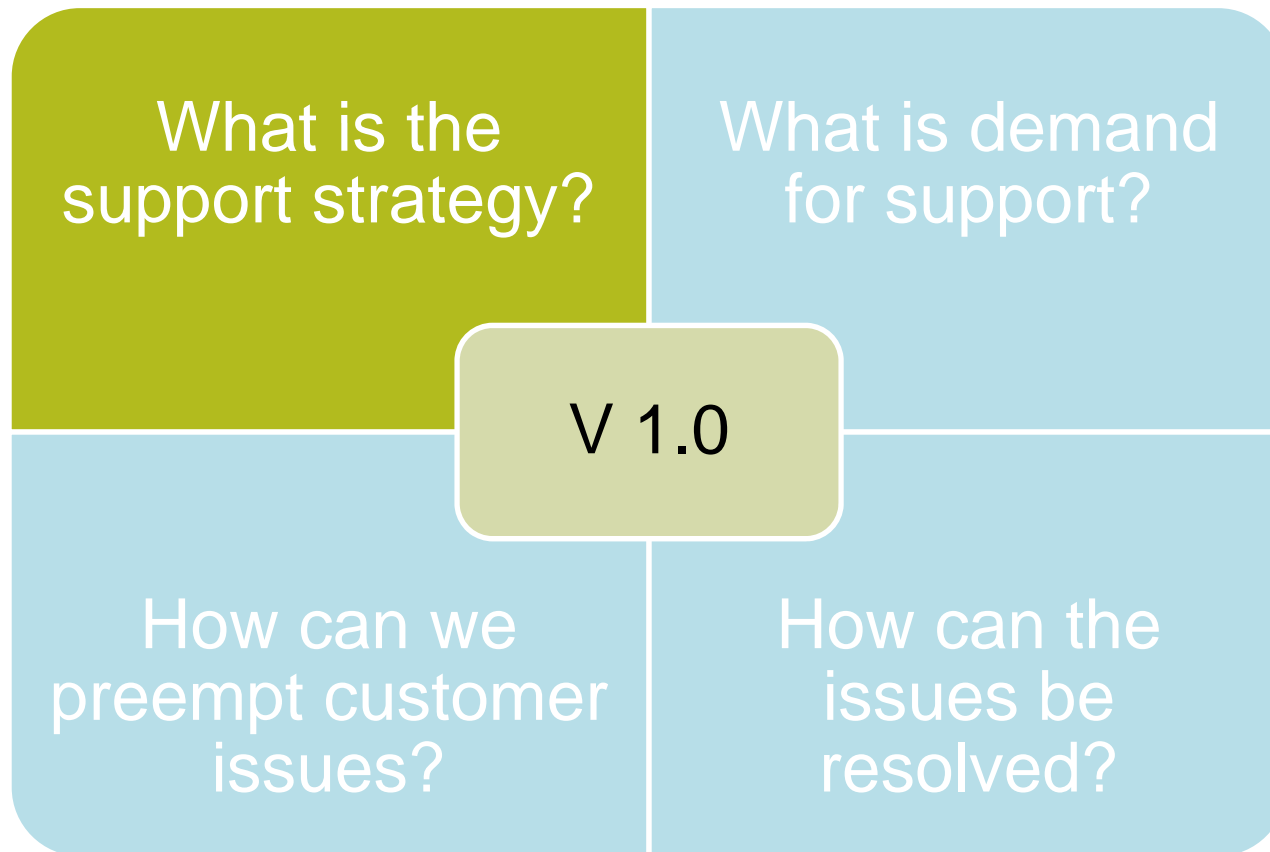 What is the
support strategy?
What is demand
for support?
V 1.0
How can we
preempt customer
issues?
How can the
issues be
resolved?